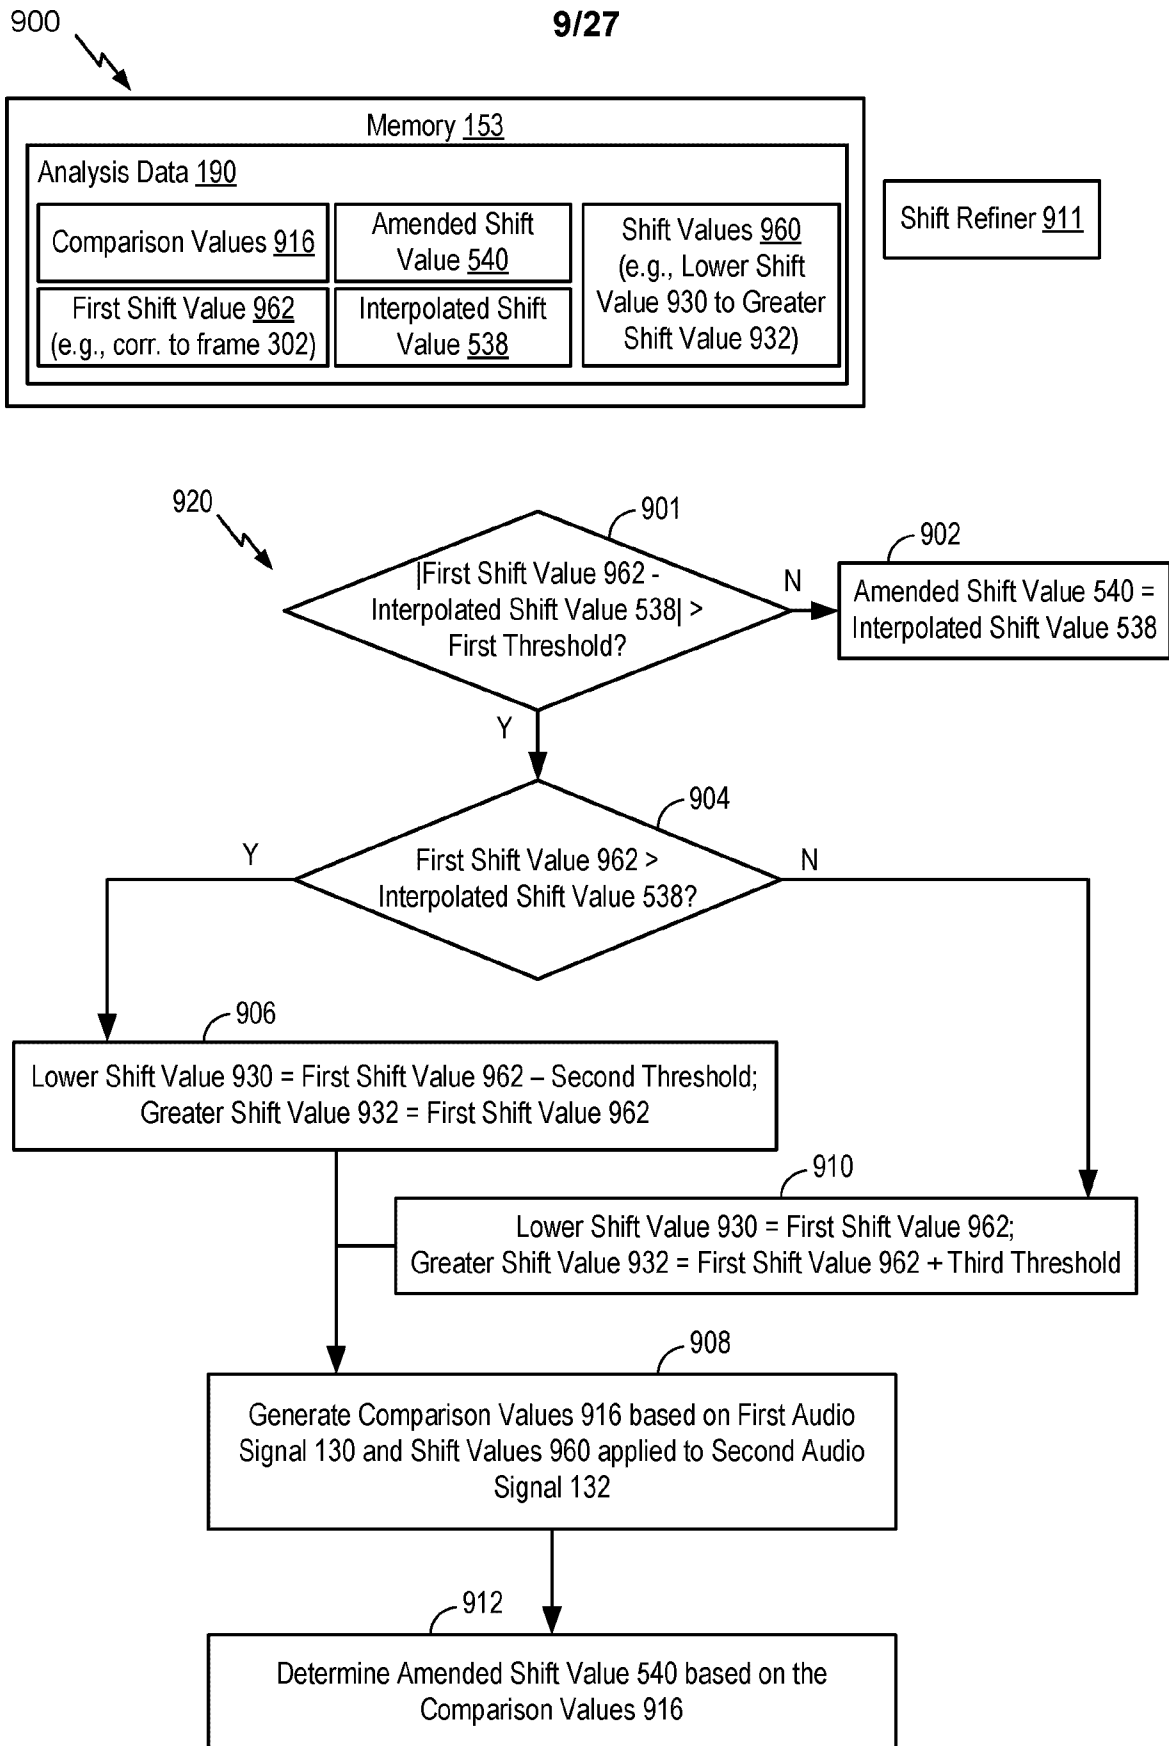 900
9/27
Memory 153
Analysis Data 190
Comparison Values 916
Amended Shift
Value 540
Shift Values 960
(e.g., Lower Shift
Value 930 to Greater
Shift Value 932)
First Shift Value 962
(e.g., corr. to frame 302)
Interpolated Shift
Value 538
Shift Refiner 911
920
901
|First Shift Value 962 -
Interpolated Shift Value 538| >
First Threshold?
N
902
Amended Shift Value 540 =
Interpolated Shift Value 538
Y
904
First Shift Value 962 >
Interpolated Shift Value 538?
Y
N
906
Lower Shift Value 930 = First Shift Value 962 – Second Threshold;
Greater Shift Value 932 = First Shift Value 962
910
Lower Shift Value 930 = First Shift Value 962;
Greater Shift Value 932 = First Shift Value 962 + Third Threshold
908
Generate Comparison Values 916 based on First Audio
Signal 130 and Shift Values 960 applied to Second Audio
Signal 132
912
Determine Amended Shift Value 540 based on the
Comparison Values 916